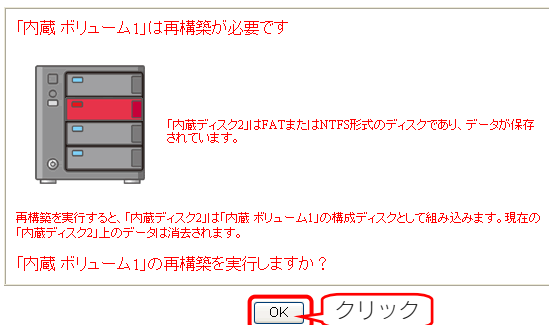 「内蔵 ボリューム1」は再構築が必要です
「内蔵ディスク2」はFATまたはNTFS形式のディスクであり、データが保存
されています。
再構築を実行すると、「内蔵ディスク2」は「内蔵 ボリューム1」の構成ディスクとして組み込みます。現在の
「内蔵ディスク2」上のデータは消去されます。
「内蔵 ボリューム1」の再構築を実行しますか？
OK
クリック